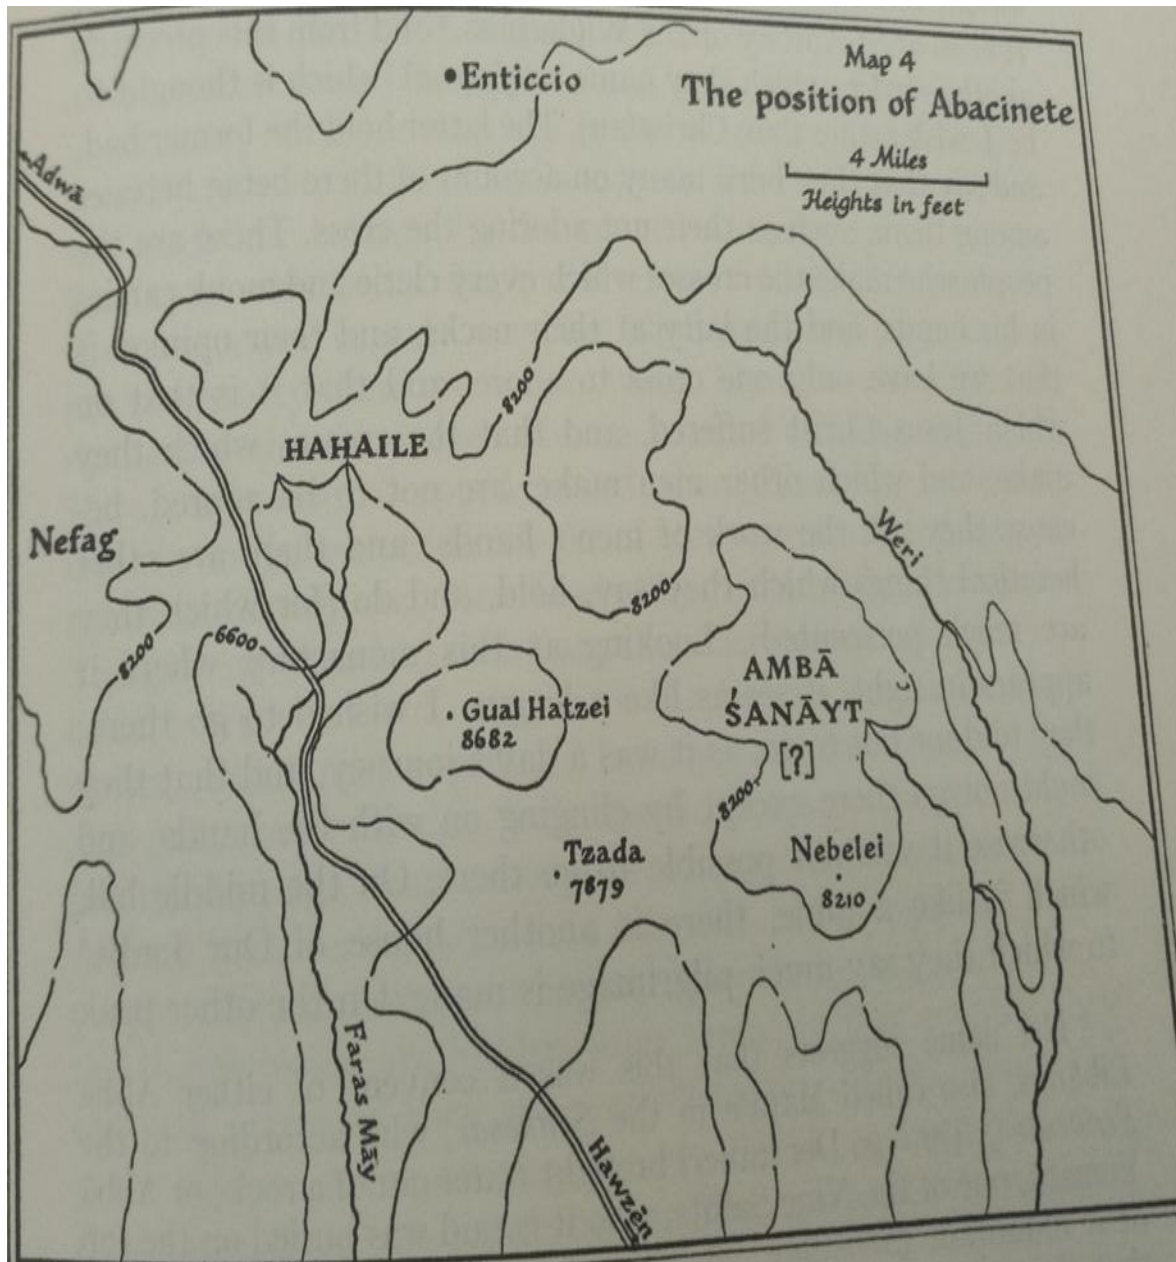 Map 4
The position of Abacinete
4 Miles
Heights in feet
Enticcio
Adwā
8200
HAHAILE
Weri
Nefag
8200
8200
6600
AMBĀ
ŚANĀYT
[?]
Gual Hatzei
8682
8200
Tzada
7879
Nebelei
8210
Faras Māy
Hawzēn